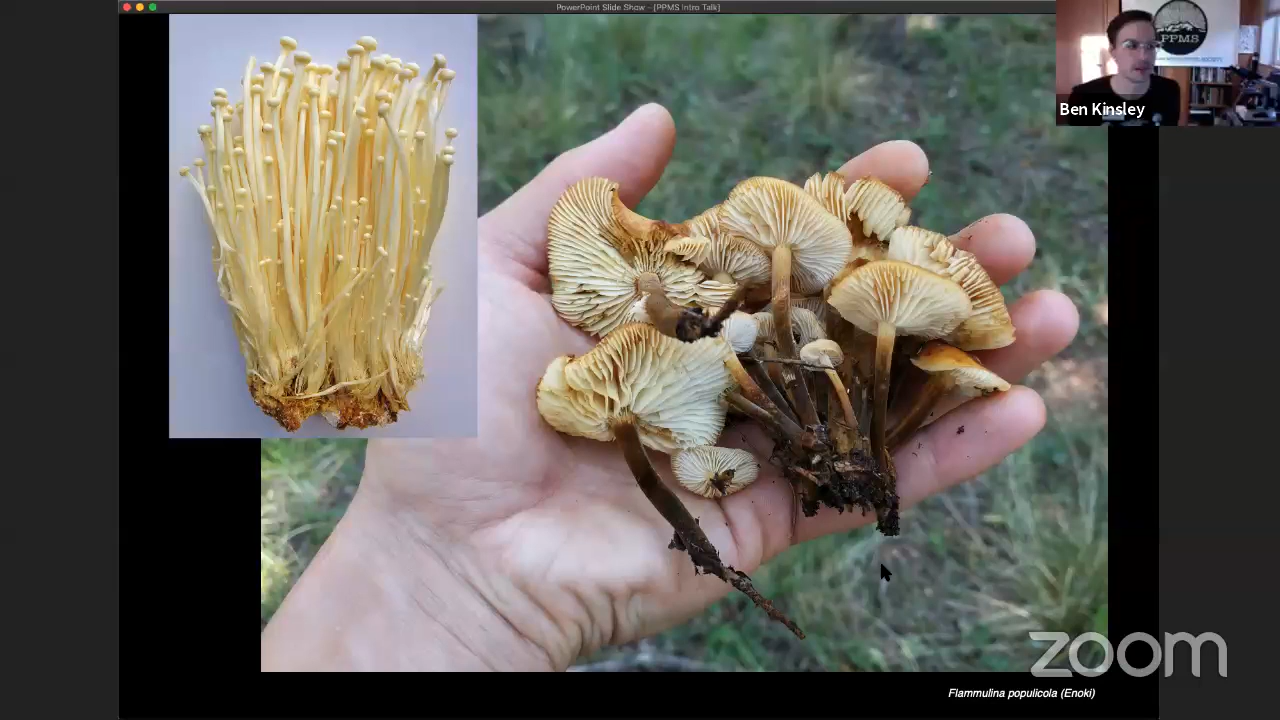 PowerPoint Slide Show - [PPMS Intro Talk]
PPMS
Ben Kinsley
zoom
Flammulina populicola (Enoki)